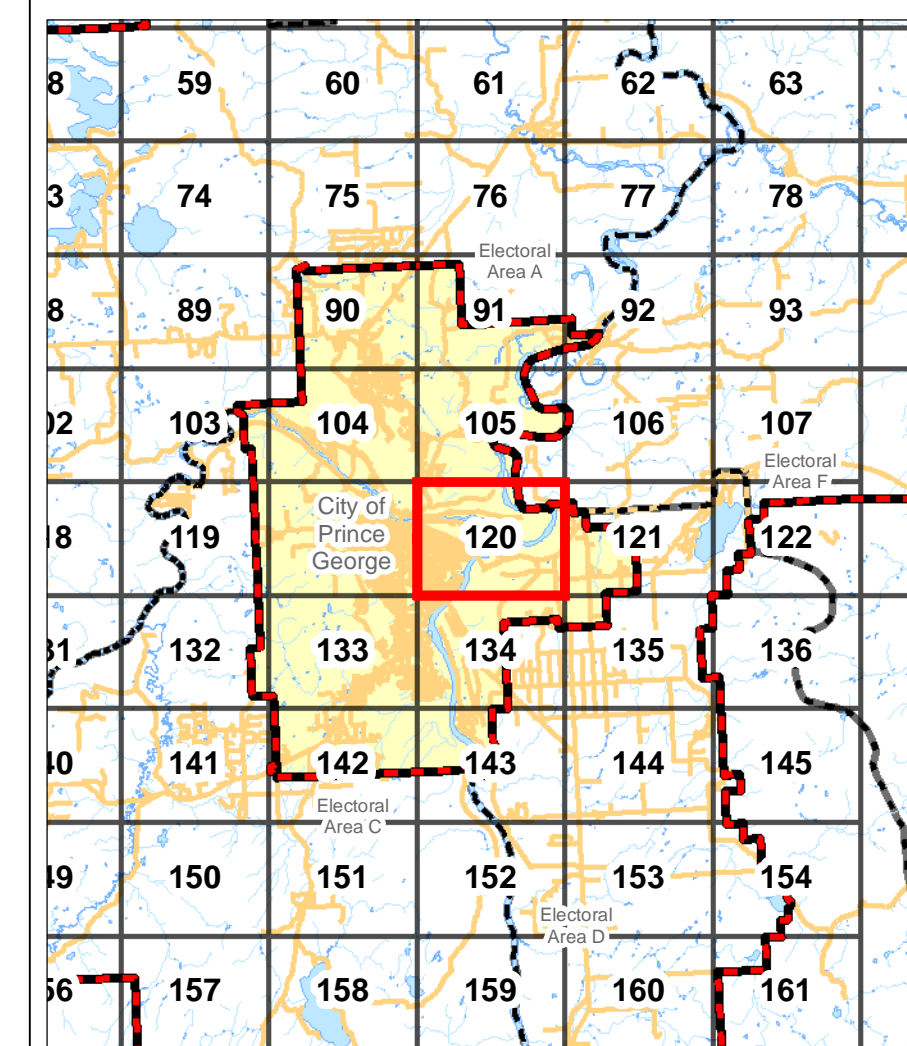 8 59 60 61 62 63
3 74 75 76 77 78
Electoral
Area A
8 89 90 91 92 93
02 103 104 105 106 107
Electoral
Area F
City of
Prince
George
18 119 120 121 122
31 132 133 134 135 136
40 141 142 143 144 145
Electoral
Area C
49 150 151 152 153 154
Electoral
Area D
56 157 158 159 160 161